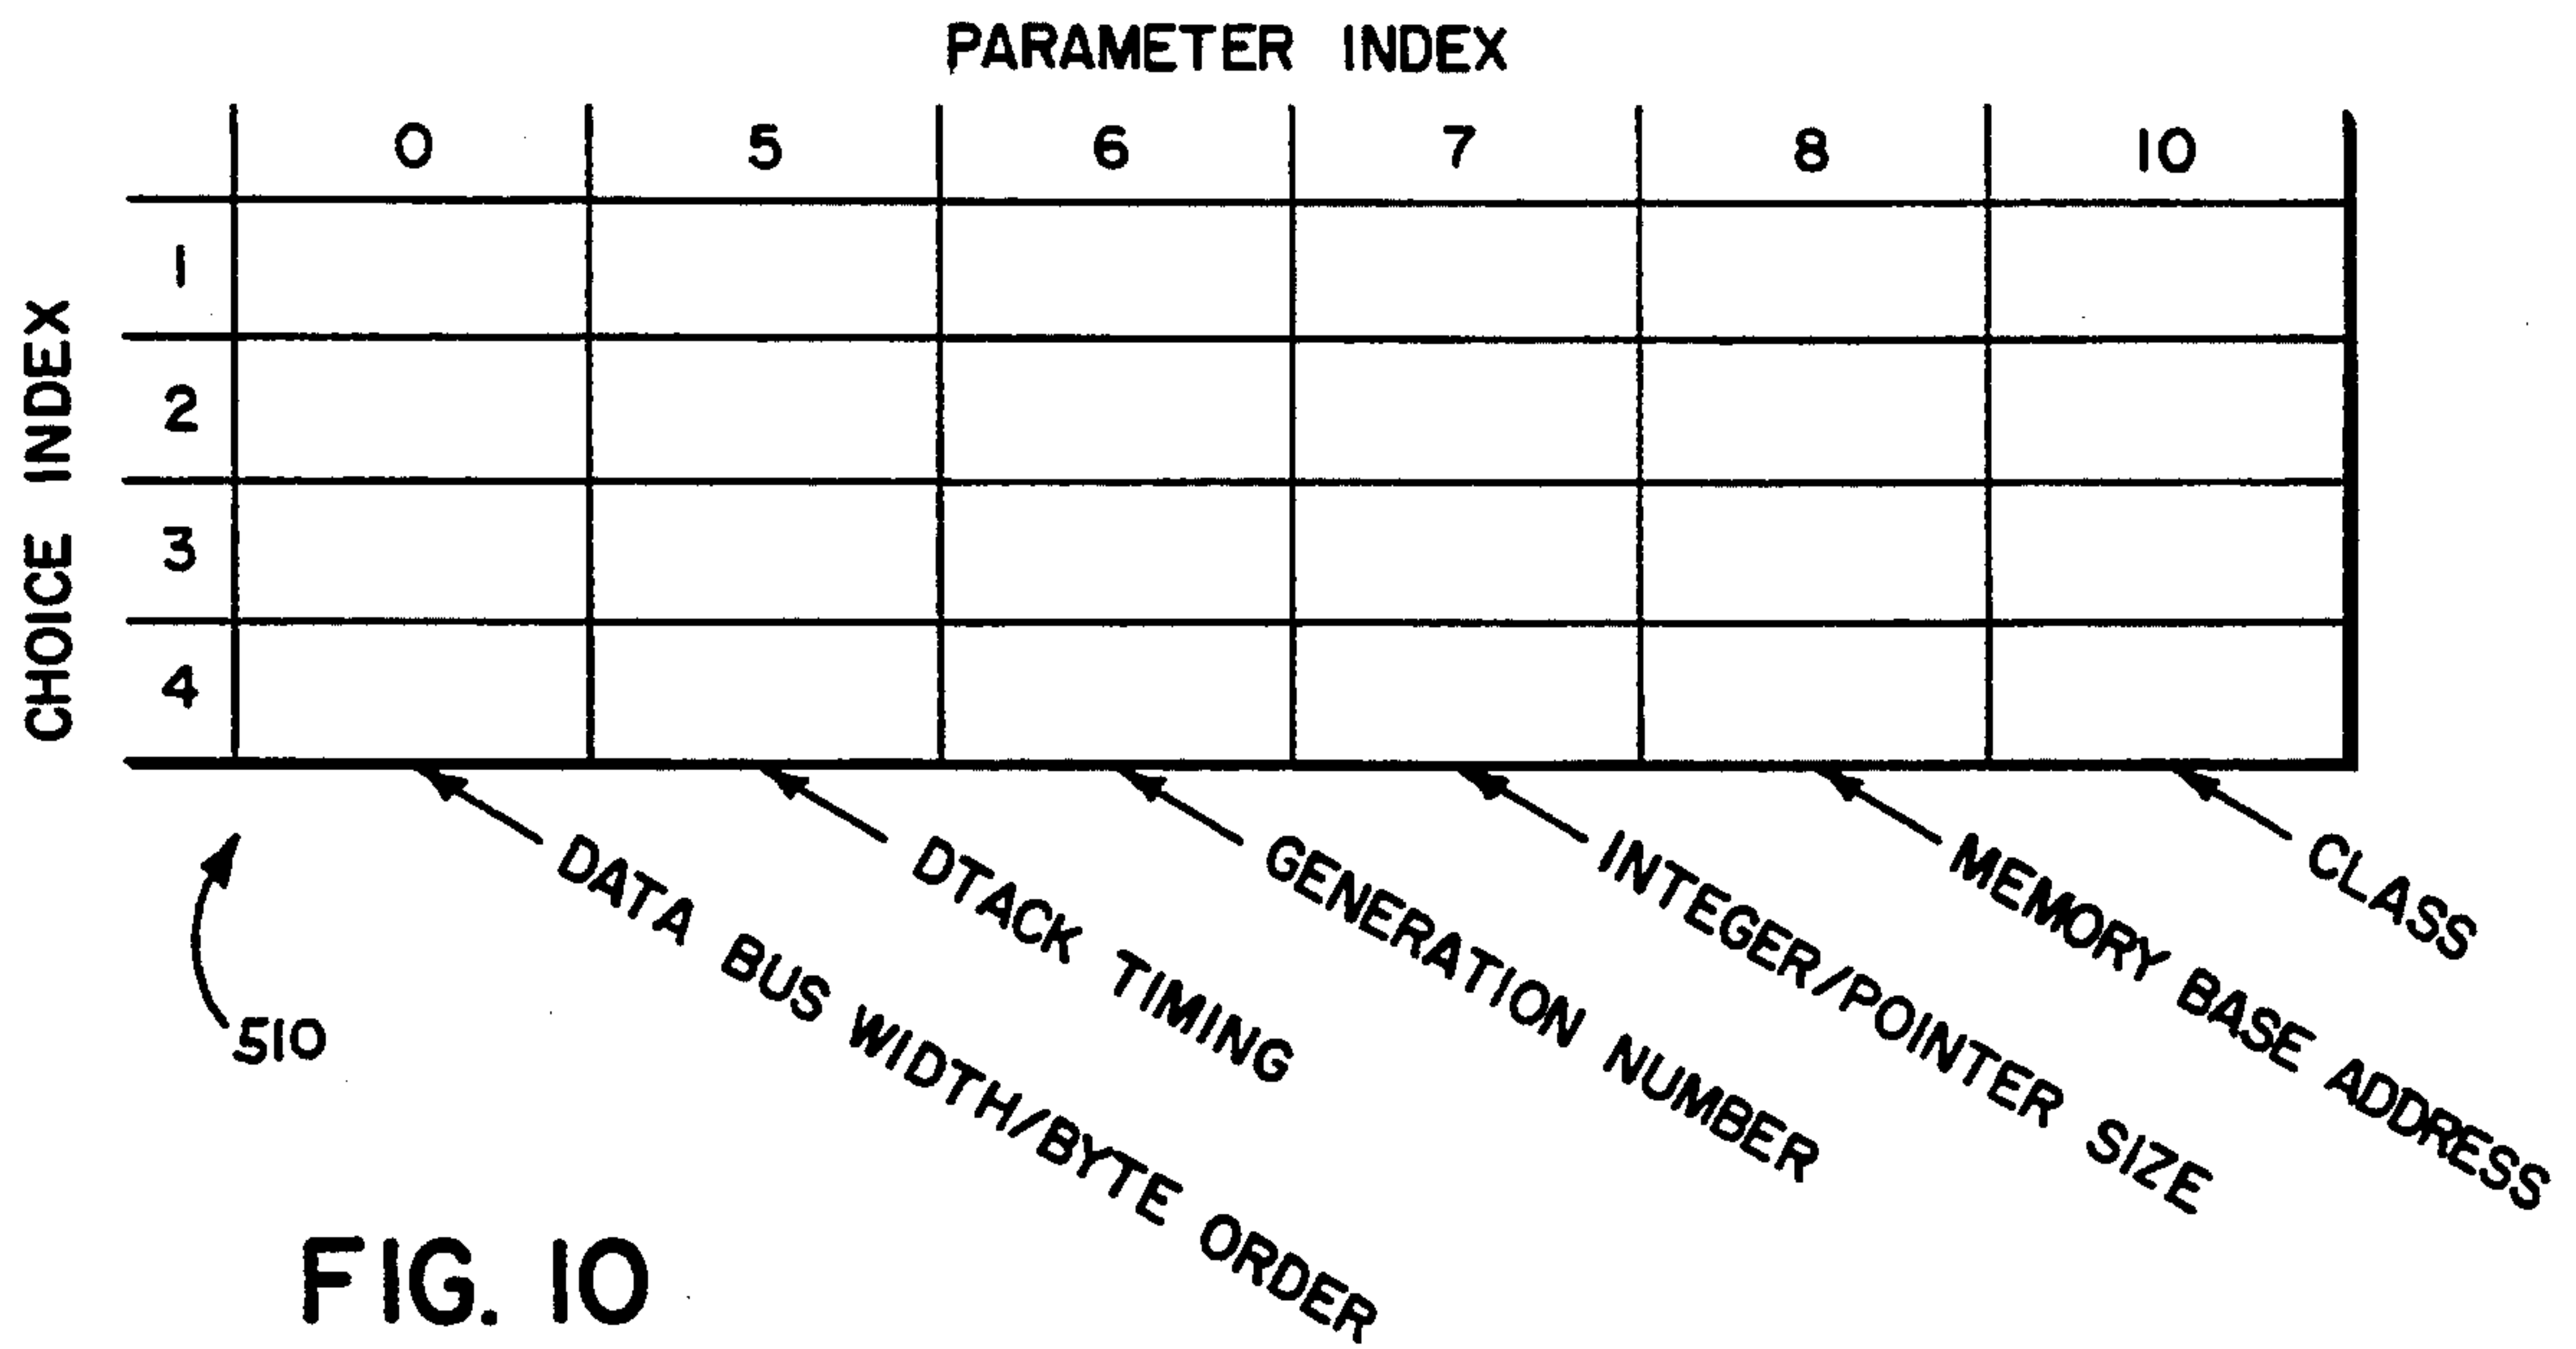 PARAMETER INDEX
0 5 6 7 8 10
CHOICE INDEX
1
2
3
4
DATA BUS WIDTH/BYTE ORDER
DTACK TIMING
GENERATION NUMBER
INTEGER/POINTER SIZE
MEMORY BASE ADDRESS
CLASS
510
FIG. 10